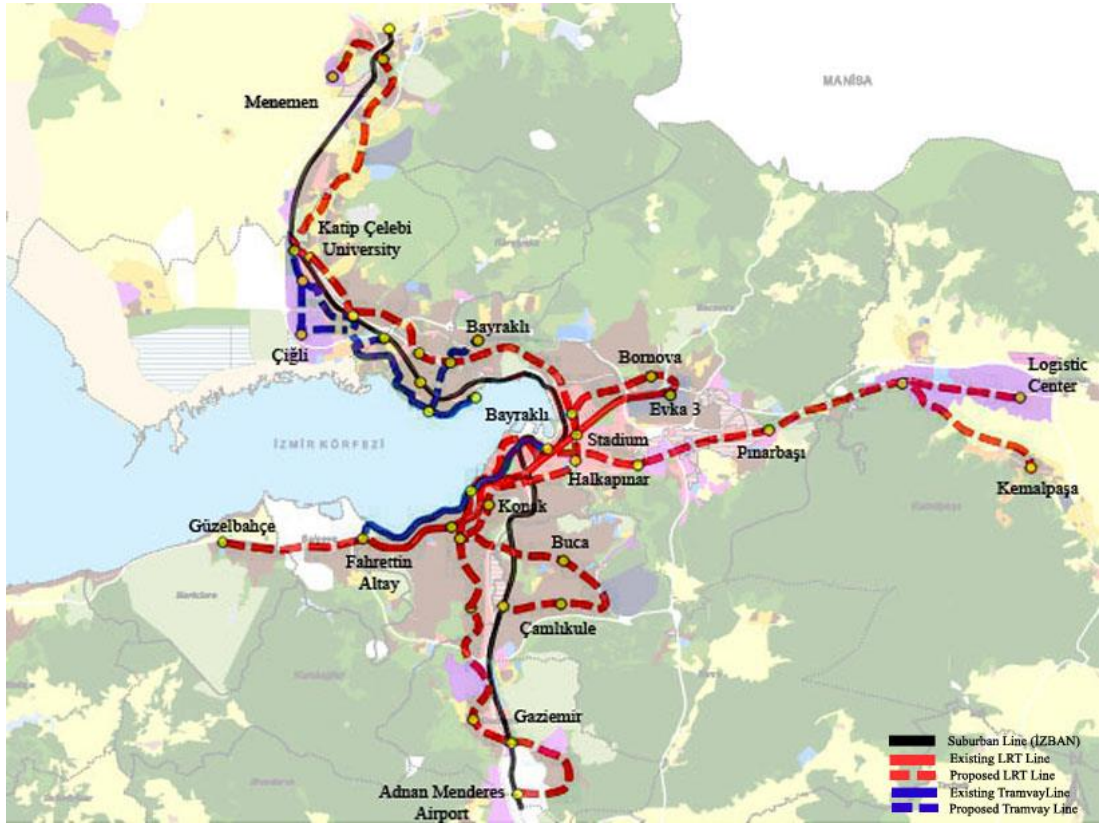 MANİSA
Menemen
Katip Çelebi
University
Çiğli
Bayraklı
Bornova
Logistic
Center
Bayraklı
Evka 3
Stadium
Pınarbaşı
İZMİR KÖRFEZİ
Halkapınar
Kemalpaşa
Konak
Güzelbahçe
Buca
Fahrettin
Altay
Çamlıkule
Gaziemir
Adnan Menderes
Airport
Suburban Line (İZBAN)
Existing LRT Line
Proposed LRT Line
Existing TramvayLine
Proposed Tramvay Line